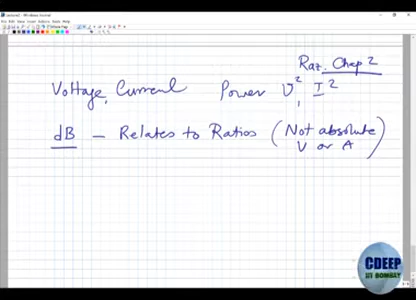 Raz. Chap 2
Voltage, Current Power V², I²
dB – Relates to Ratios (Not absolute
V or A)
CDEEP
IIT BOMBAY